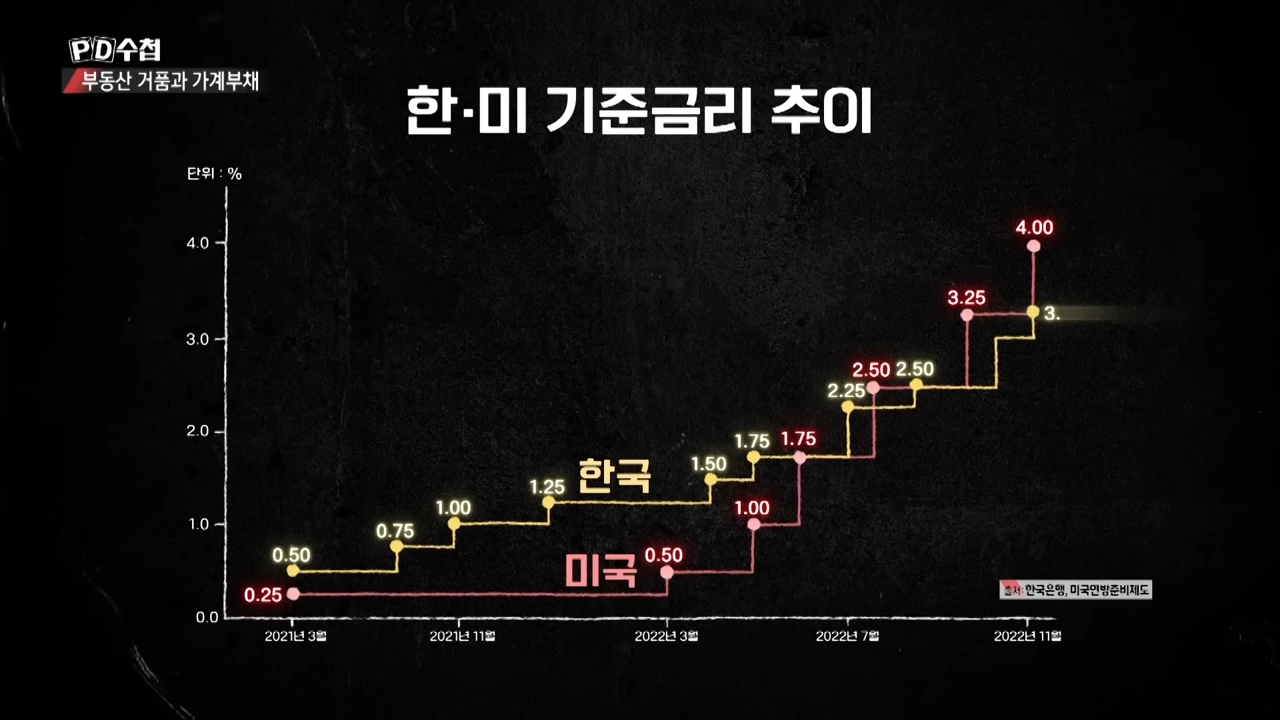 PD수첩
부동산 거품과 가계부채
한·미 기준금리 추이
단위 : %
4.0
3.0
2.0
1.0
0.0
4.00
3.25
3.
2.50 2.50
2.25
1.75 1.75
1.50
한국
1.25
1.00 1.00
0.75
0.50 미국 0.50
0.25
출처: 한국은행, 미국연방준비제도
2021년 3월 2021년 11월 2022년 3월 2022년 7월 2022년 11월